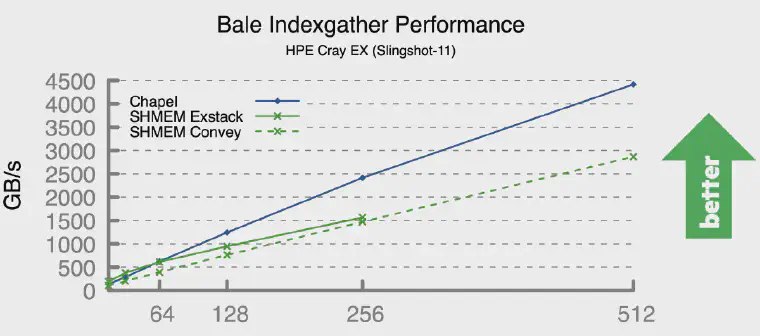 Bale Indexgather Performance
HPE Cray EX (Slingshot-11)
GB/s
4500
4000
3500
3000
2500
2000
1500
1000
500
0
Chapel
SHMEM Exstack
SHMEM Convey
64 128 256 512
better